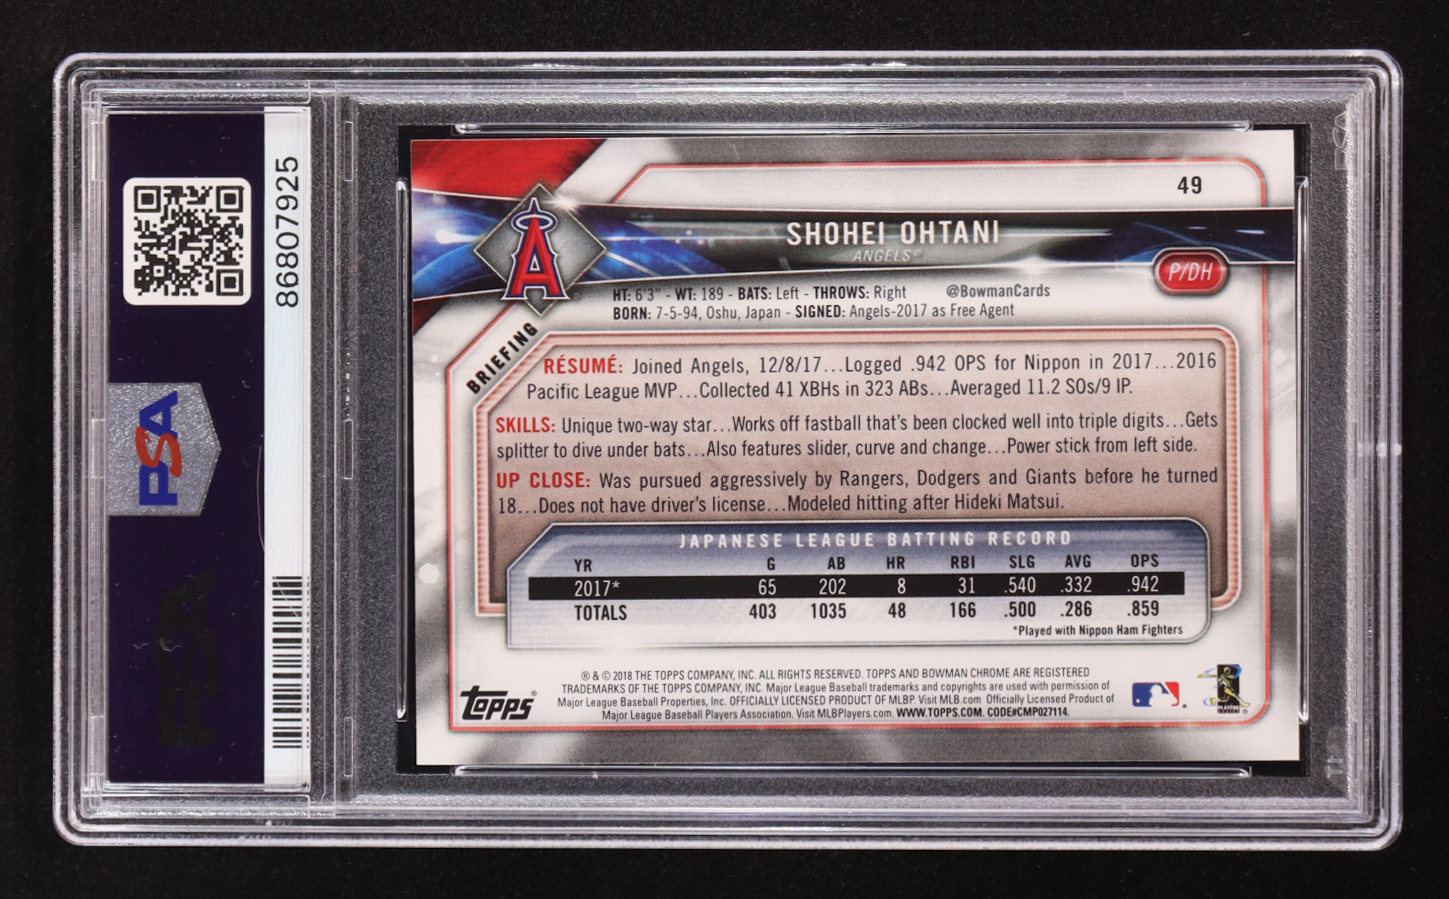 86807925
PSA
PSA
49
SHOHEI OHTANI
ANGELS
A
P/DH
HT: 6'3" - WT: 189 - BATS: Left - THROWS: Right @BowmanCards
BORN: 7-5-94, Oshu, Japan - SIGNED: Angels-2017 as Free Agent
BRIEFING
RÉSUMÉ: Joined Angels, 12/8/17...Logged .942 OPS for Nippon in 2017...2016
Pacific League MVP...Collected 41 XBHs in 323 ABs...Averaged 11.2 SOs/9 IP.
SKILLS: Unique two-way star...Works off fastball that's been clocked well into triple digits...Gets
splitter to dive under bats...Also features slider, curve and change...Power stick from left side.
UP CLOSE: Was pursued aggressively by Rangers, Dodgers and Giants before he turned
18...Does not have driver's license...Modeled hitting after Hideki Matsui.
JAPANESE LEAGUE BATTING RECORD
YR G AB HR RBI SLG AVG OPS
2017* 65 202 8 31 .540 .332 .942
TOTALS 403 1035 48 166 .500 .286 .859
*Played with Nippon Ham Fighters
® & © 2018 THE TOPPS COMPANY, INC. ALL RIGHTS RESERVED. TOPPS AND BOWMAN CHROME ARE REGISTERED
TRADEMARKS OF THE TOPPS COMPANY, INC. Major League Baseball trademarks and copyrights are used with permission of
Major League Baseball Properties, Inc. OFFICIALLY LICENSED PRODUCT OF MLBP. Visit MLB.com Officially Licensed Product of
Major League Baseball Players Association. Visit MLBPlayers.com. WWW.TOPPS.COM. CODE#CMP027114.
Topps®